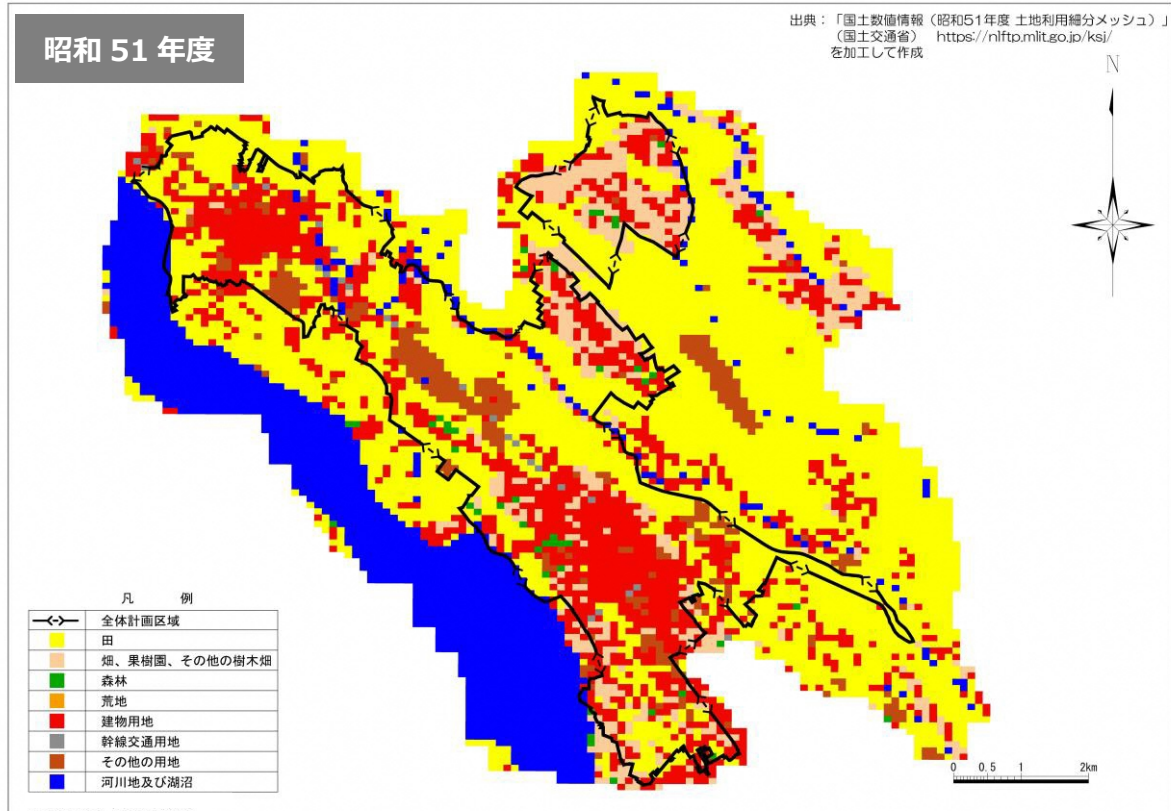 昭和 51 年度
出典：「国土数値情報（昭和51年度 土地利用細分メッシュ）」
（国土交通省） https://nlftp.mlit.go.jp/ksj/
を加工して作成
N
凡 例
全体計画区域
田
畑、果樹園、その他の樹木畑
森林
荒地
建物用地
幹線交通用地
その他の用地
河川地及び湖沼
0 0.5 1 2km